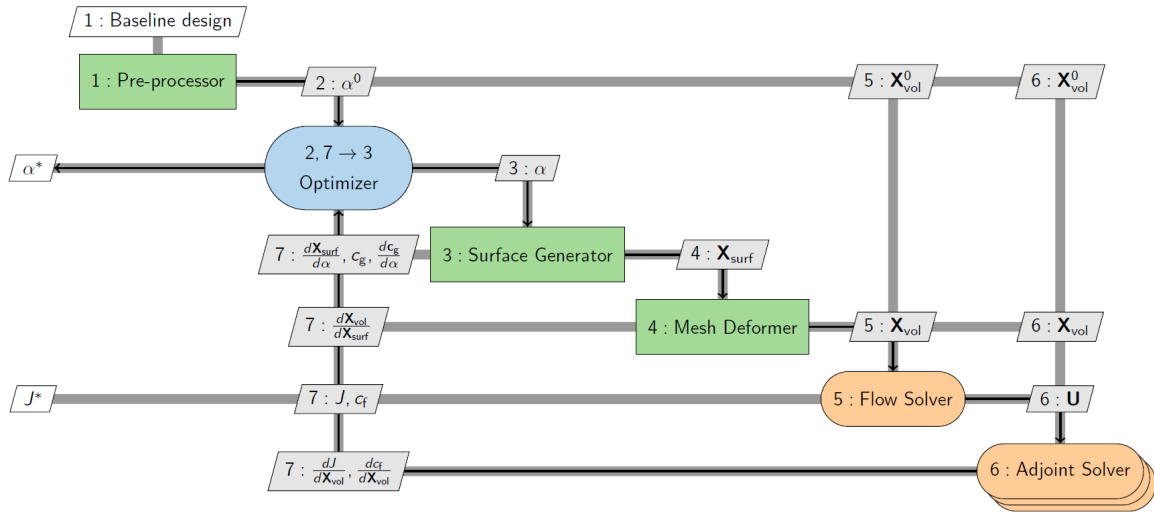 1 : Baseline design
1 : Pre-processor
2 : α⁰
5 : X⁰vol
6 : X⁰vol
α*
2, 7 → 3
Optimizer
3 : α
7 : dXsurf/dα, cg, dcg/dα
3 : Surface Generator
4 : Xsurf
7 : dXvol/dXsurf
4 : Mesh Deformer
5 : Xvol
6 : Xvol
J*
7 : J, cf
5 : Flow Solver
6 : U
7 : dJ/dXvol, dcf/dXvol
6 : Adjoint Solver